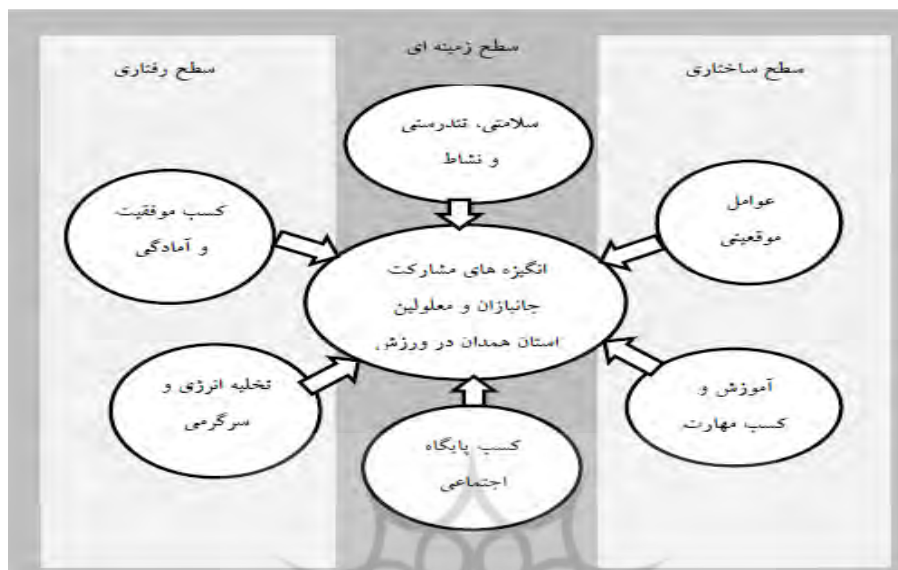 سطح ساختاری
سطح زمینه ای
سطح رفتاری
سلامتی، تندرستی
و نشاط
عوامل
موقعیتی
کسب موفقیت
و آمادگی
انگیزه های مشارکت
جانبازان و معلولین
استان همدان در ورزش
آموزش و
کسب مهارت
تخلیه انرژی و
سرگرمی
کسب پایگاه
اجتماعی